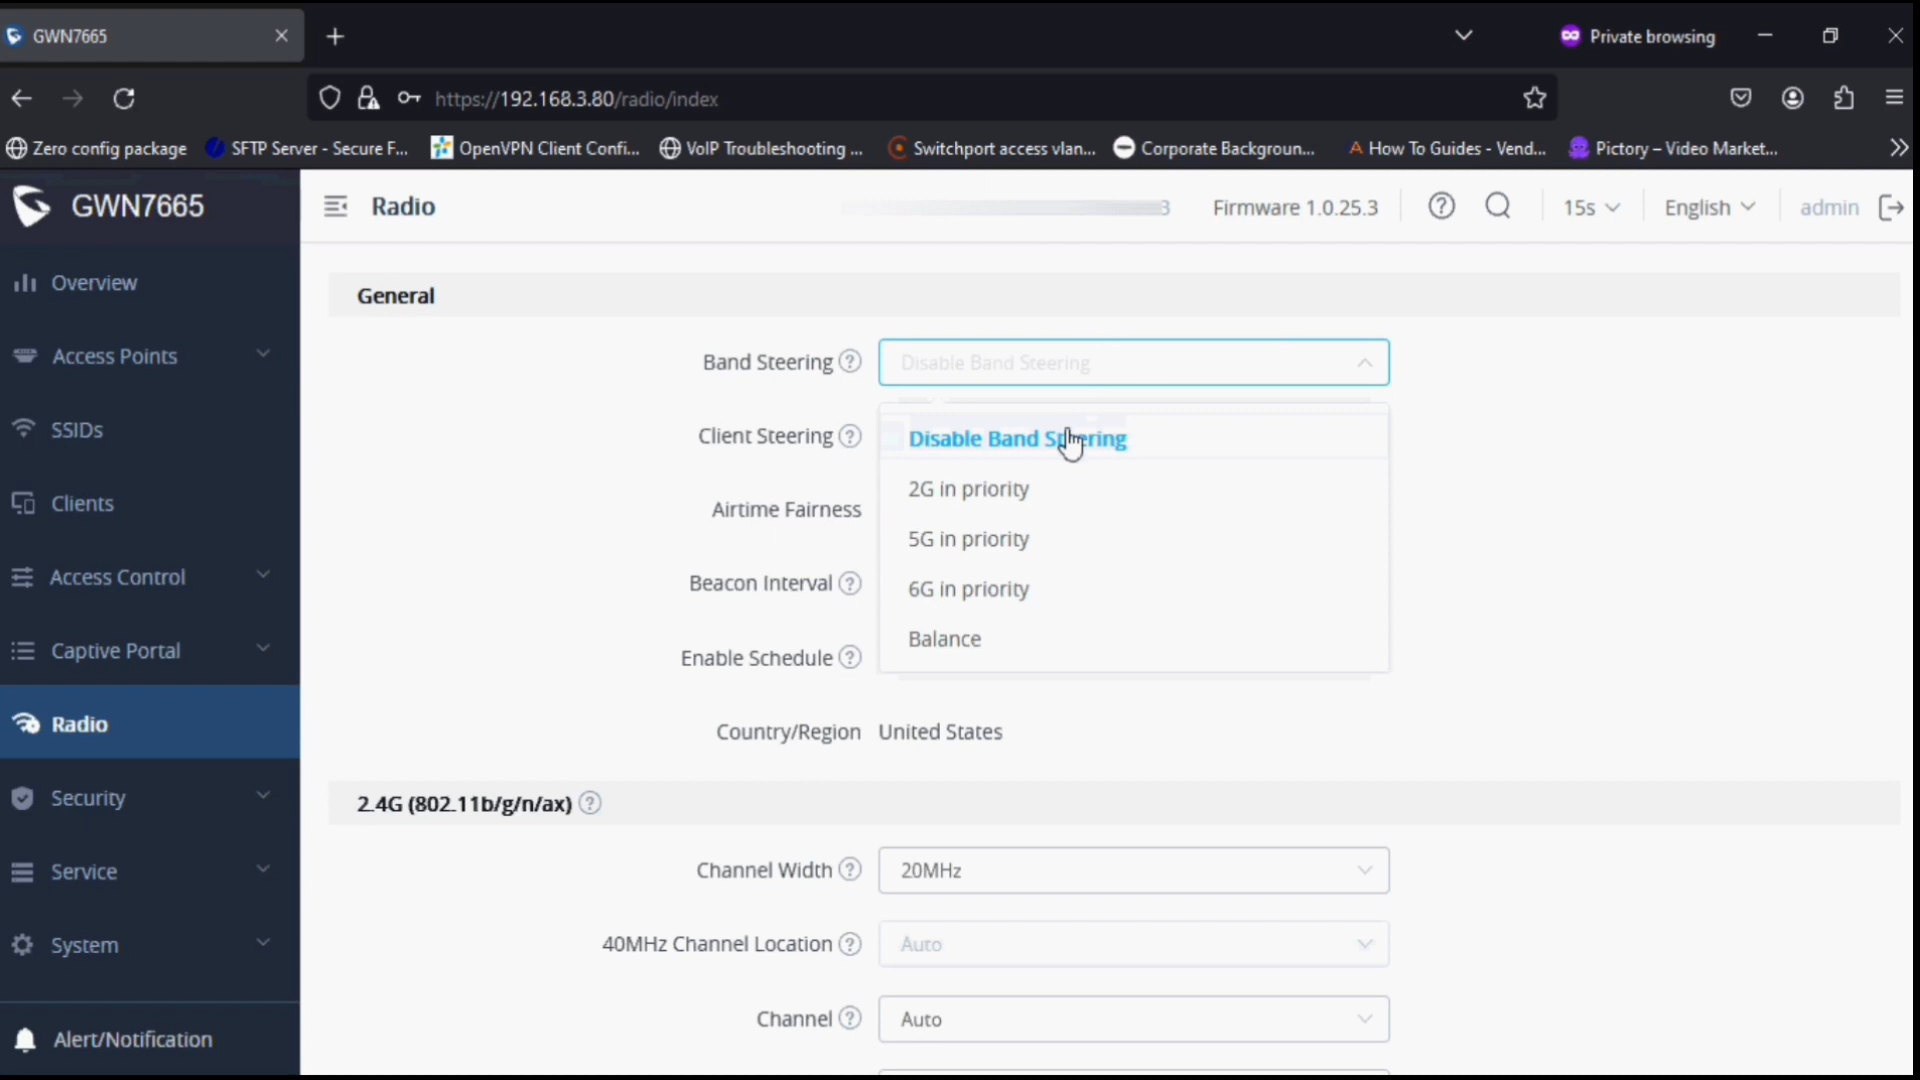 GWN7665
Private browsing
https://192.168.3.80/radio/index
Zero config package
SFTP Server - Secure F...
OpenVPN Client Confi...
VoIP Troubleshooting ...
Switchport access vlan...
Corporate Backgroun...
How To Guides - Vend...
Pictory – Video Market...
GWN7665
Radio
3
Firmware 1.0.25.3
15s
English
admin
Overview
Access Points
SSIDs
Clients
Access Control
Captive Portal
Radio
Security
Service
System
Alert/Notification
General
Band Steering
Disable Band Steering
Client Steering
Disable Band Steering
2G in priority
Airtime Fairness
5G in priority
Beacon Interval
6G in priority
Balance
Enable Schedule
Country/Region United States
2.4G (802.11b/g/n/ax)
Channel Width 20MHz
40MHz Channel Location Auto
Channel Auto